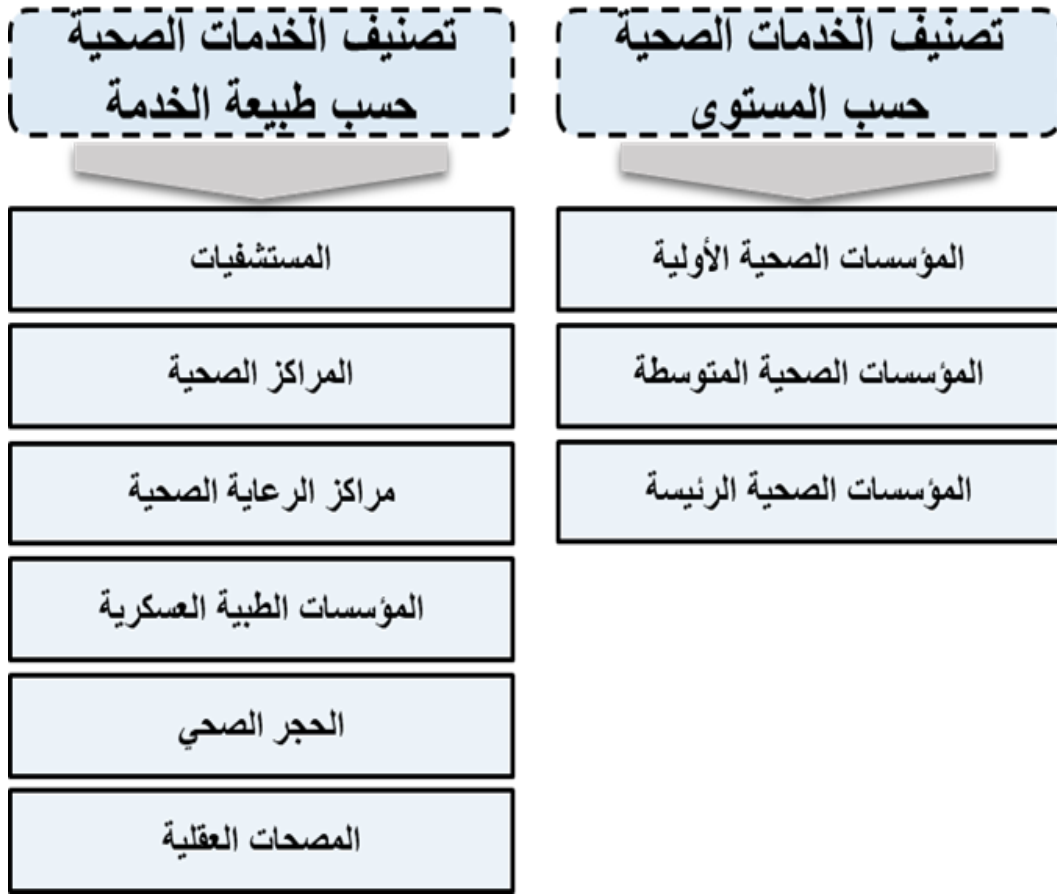 تصنيف الخدمات الصحية
حسب المستوى
المؤسسات الصحية الأولية
المؤسسات الصحية المتوسطة
المؤسسات الصحية الرئيسة
تصنيف الخدمات الصحية
حسب طبيعة الخدمة
المستشفيات
المراكز الصحية
مراكز الرعاية الصحية
المؤسسات الطبية العسكرية
الحجر الصحي
المصحات العقلية